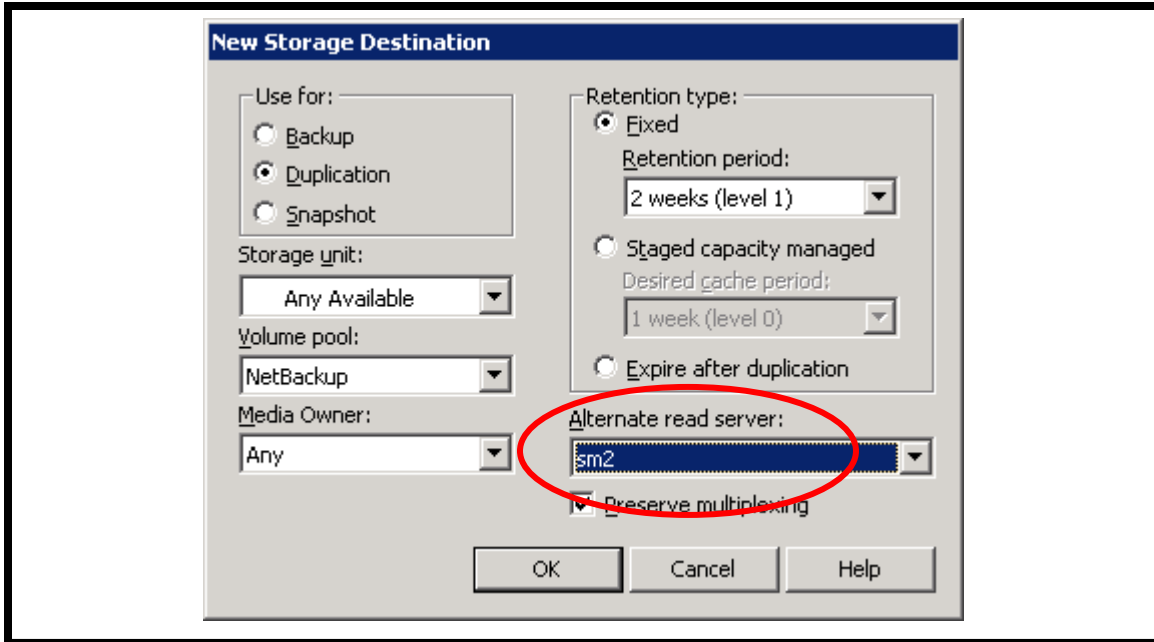 New Storage Destination
Use for:
Backup
Duplication
Snapshot
Storage unit:
Any Available
Volume pool:
NetBackup
Media Owner:
Any
Retention type:
Fixed
Retention period:
2 weeks (level 1)
Staged capacity managed
Desired cache period:
1 week (level 0)
Expire after duplication
Alternate read server:
sm2
Preserve multiplexing
OK
Cancel
Help